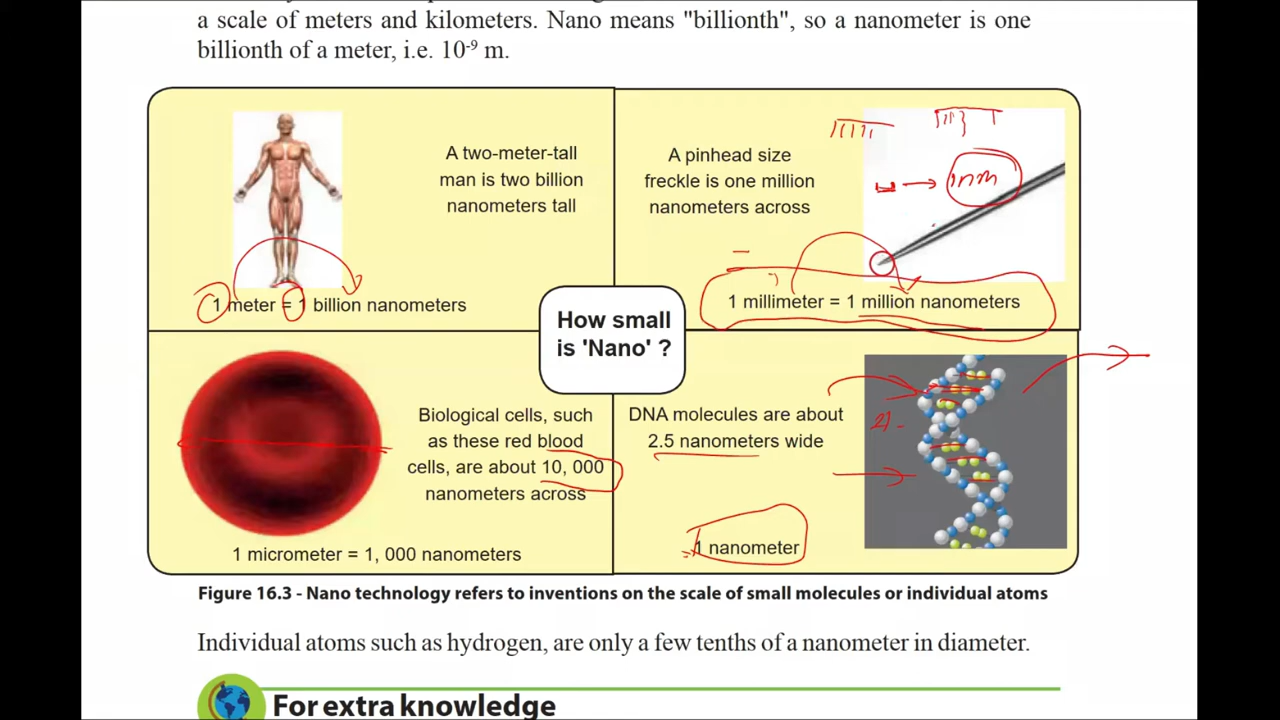 a scale of meters and kilometers. Nano means "billionth", so a nanometer is one
billionth of a meter, i.e. 10⁻⁹ m.
A two-meter-tall
man is two billion
nanometers tall
1 meter = 1 billion nanometers
A pinhead size
freckle is one million
nanometers across
1mm
1 millimeter = 1 million nanometers
How small
is 'Nano' ?
Biological cells, such
as these red blood
cells, are about 10, 000
nanometers across
1 micrometer = 1, 000 nanometers
DNA molecules are about
2.5 nanometers wide
1 nanometer
Figure 16.3 - Nano technology refers to inventions on the scale of small molecules or individual atoms
Individual atoms such as hydrogen, are only a few tenths of a nanometer in diameter.
For extra knowledge